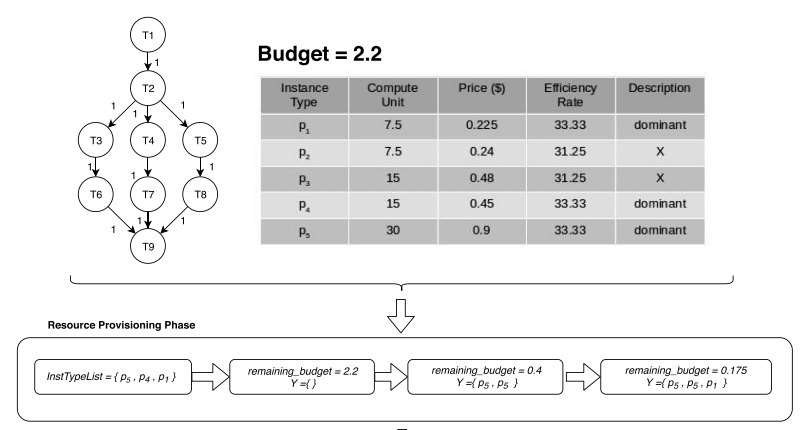 T1
1
Budget = 2.2
T2
1 1 1
T3 T4 T5
1 1 1
T6 T7 T8
1 1 1
T9
Instance Type Compute Unit Price ($) Efficiency Rate Description
p1 7.5 0.225 33.33 dominant
p2 7.5 0.24 31.25 X
p3 15 0.48 31.25 X
p4 15 0.45 33.33 dominant
p5 30 0.9 33.33 dominant
Resource Provisioning Phase
InstTypeList = { p5 , p4 , p1 }
remaining_budget = 2.2
Y ={ }
remaining_budget = 0.4
Y ={ p5 , p5 }
remaining_budget = 0.175
Y ={ p5 , p5 , p1 }